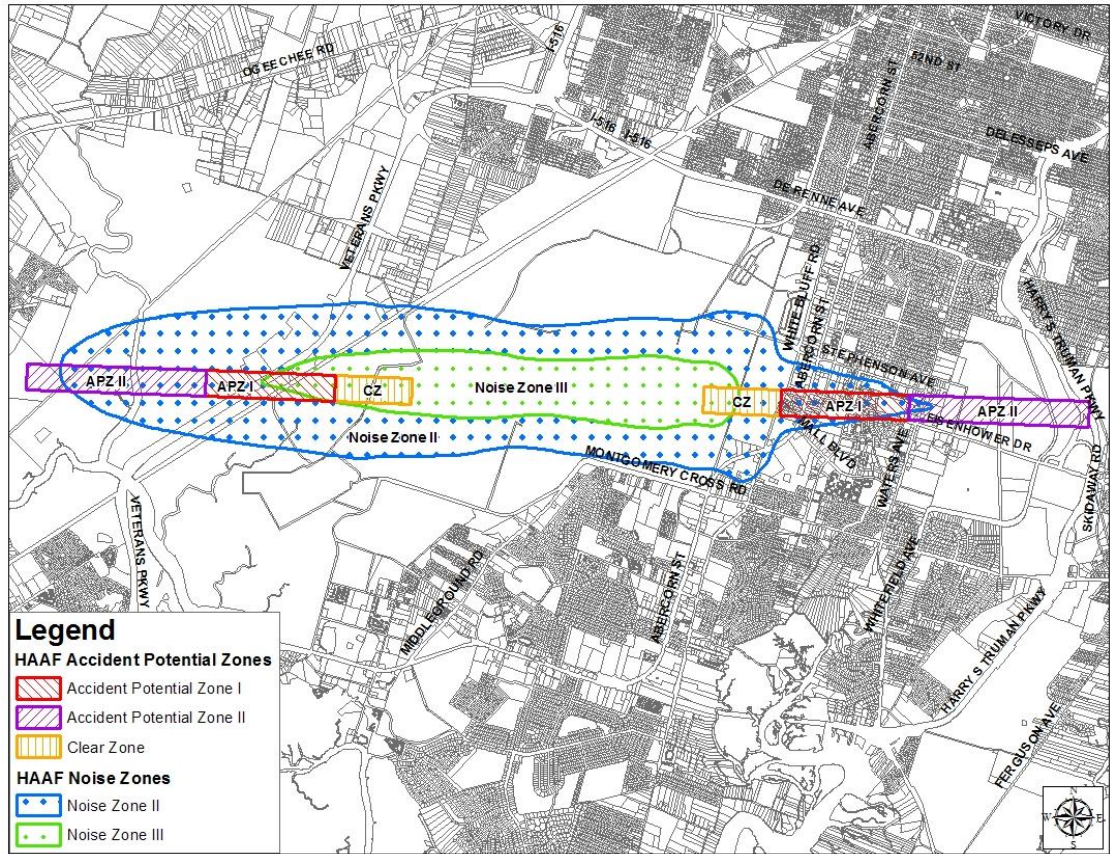 VICTORY DR
OGEECHEE RD
I-516
52ND ST
ABERCORN ST
I-516
I-516
DELESSEPS AVE
DE RENNE AVE
VETERANS PKWY
WHITE BLUFF RD
HARRY S TRUMAN PKWY
ABERCORN ST
STEPHENSON AVE
APZ II
APZ I
CZ
Noise Zone III
CZ
APZ I
APZ II
EISENHOWER DR
Noise Zone II
MALL BLVD
WATERS AVE
MONTGOMERY CROSS RD
SKIDAWAY RD
VETERANS PKWY
MIDDLEGROUND RD
ABERCORN ST
WHITEFIELD AVE
HARRY S TRUMAN PKWY
FERGUSON AVE
Legend
HAAF Accident Potential Zones
Accident Potential Zone I
Accident Potential Zone II
Clear Zone
HAAF Noise Zones
Noise Zone II
Noise Zone III
N
W
E
S